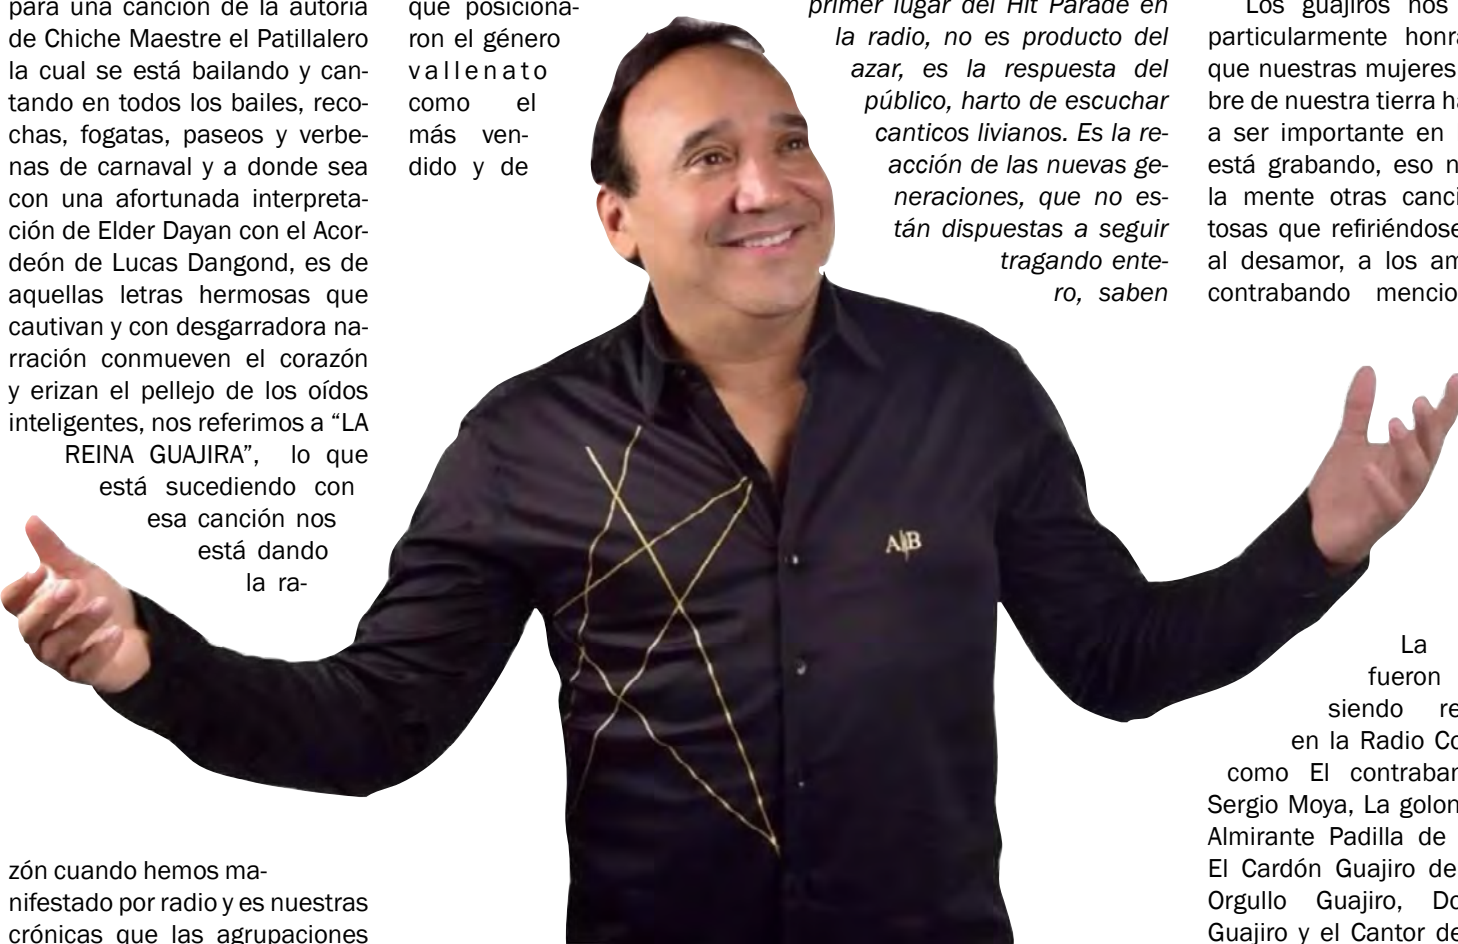 para una canción de la autoría
de Chiche Maestre el Patillalero
la cual se está bailando y can-
tando en todos los bailes, reco-
chas, fogatas, paseos y verbe-
nas de carnaval y a donde sea
con una afortunada interpreta-
ción de Elder Dayan con el Acor-
deón de Lucas Dangond, es de
aquellas letras hermosas que
cautivan y con desgarradora na-
rración conmueven el corazón
y erizan el pellejo de los oídos
inteligentes, nos referimos a “LA
REINA GUAJIRA”, lo que
está sucediendo con
esa canción nos
está dando
la ra-
zón cuando hemos ma-
nifestado por radio y es nuestras
crónicas que las agrupaciones
que posiciona-
ron el género
vallenato
como el
más ven-
dido y de
primer lugar del Hit Parade en
la radio, no es producto del
azar, es la respuesta del
público, harto de escuchar
canticos livianos. Es la re-
acción de las nuevas ge-
neraciones, que no es-
tán dispuestas a seguir
tragando ente-
ro, saben
Los guajiros nos
particularmente honra
que nuestras mujeres
bre de nuestra tierra ha
a ser importante en
está grabando, eso n
la mente otras canci
tosas que refiriéndose
al desamor, a los am
contrabando mencio
La
fueron
siendo re
en la Radio Co
como El contraban
Sergio Moya, La golon
Almirante Padilla de
El Cardón Guajiro de
Orgullo Guajiro, Do
Guajiro y el Cantor de
A|B